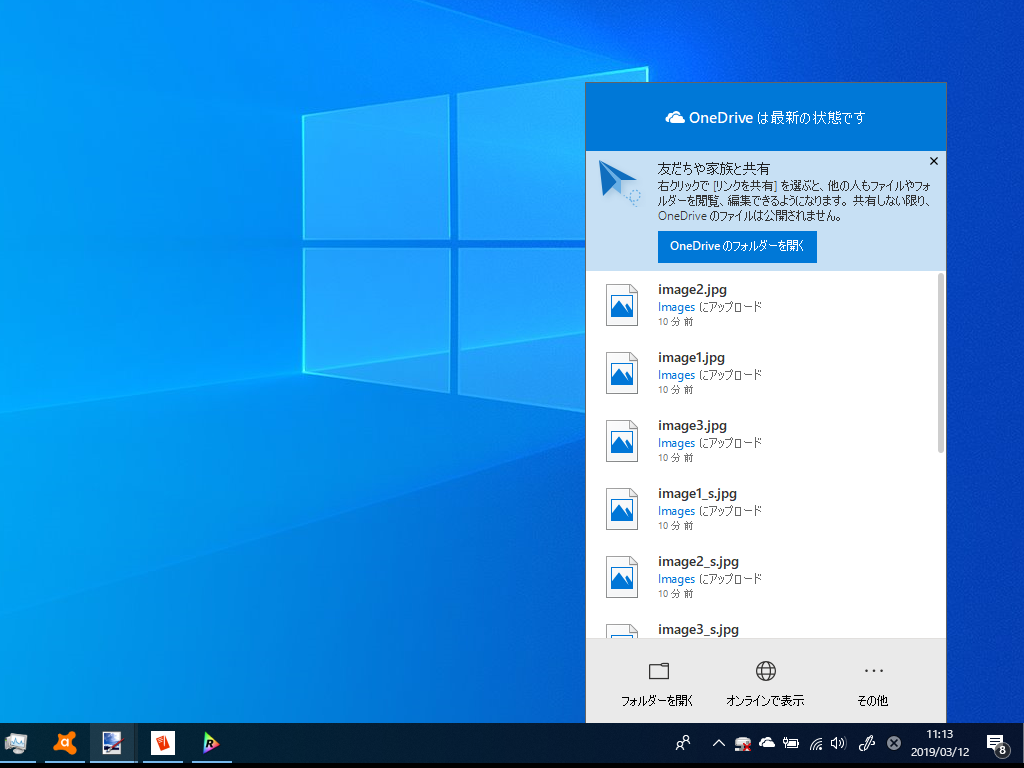 OneDrive は最新の状態です
友だちや家族と共有
右クリックで [リンクを共有] を選ぶと、他の人もファイルやフォ
ルダーを閲覧、編集できるようになります。共有しない限り、
OneDrive のファイルは公開されません。
OneDrive のフォルダーを開く
image2.jpg
Images にアップロード
10 分 前
image1.jpg
Images にアップロード
10 分 前
image3.jpg
Images にアップロード
10 分 前
image1_s.jpg
Images にアップロード
10 分 前
image2_s.jpg
Images にアップロード
10 分 前
image3_s.jpg
フォルダーを開く
オンラインで表示
その他
11:13
2019/03/12
8